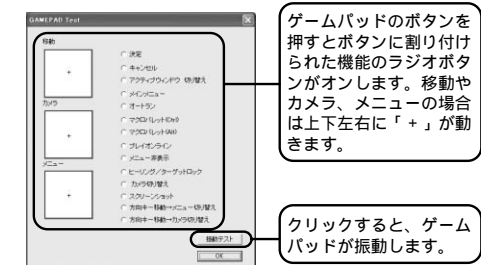 GAMEPAD Test
移動
カメラ
メニュー
決定
キャンセル
アクティブウィンドウ 切り替え
メインメニュー
オートラン
マクロパレット(Ctrl)
マクロパレット(Alt)
プレイオンライン
メニュー非表示
ヒーリング/ターゲットロック
カメラ切り替え
スクリーンショット
方向キー移動→メニュー切り替え
方向キー移動→カメラ切り替え
振動テスト
OK
ゲームパッドのボタンを
押すとボタンに割り付け
られた機能のラジオボタ
ンがオンします。移動や
カメラ、メニューの場合
は上下左右に「+」が動
きます。
クリックすると、ゲーム
パッドが振動します。